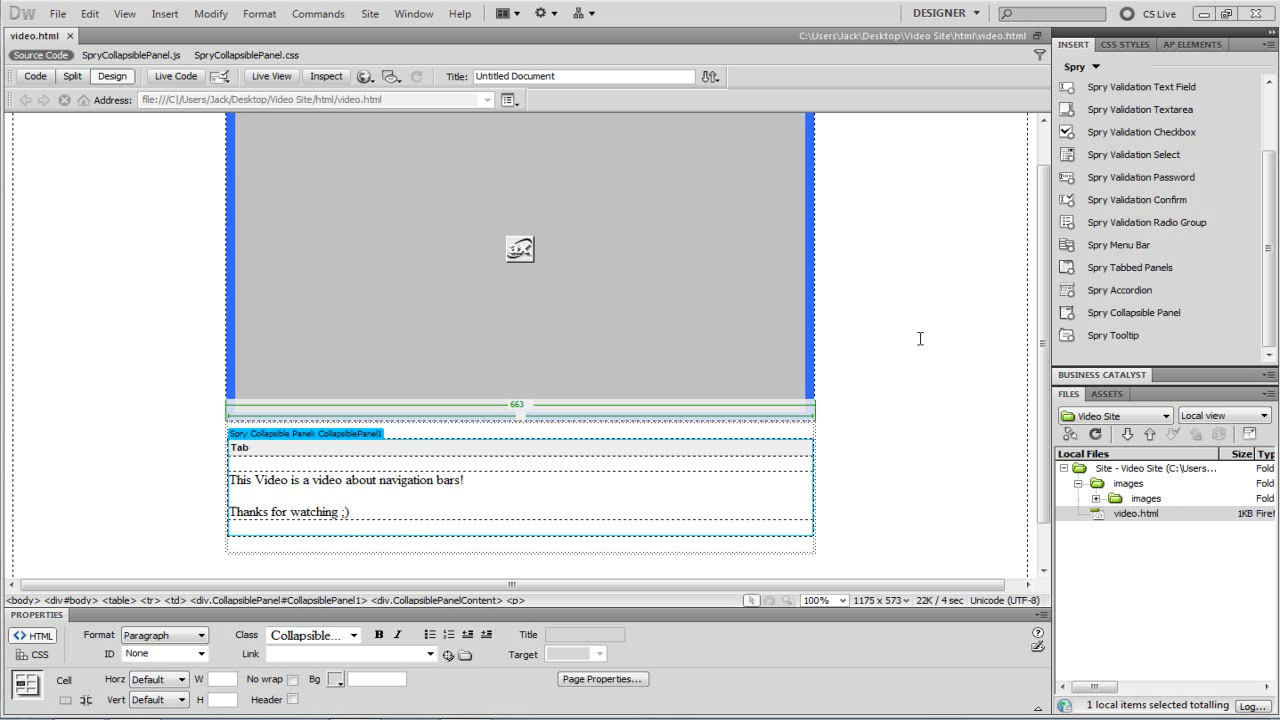 Dw File Edit View Insert Modify Format Commands Site Window Help DESIGNER CS Live
video.html C:\Users\Jack\Desktop\Video Site\html\video.html
Source Code SpryCollapsiblePanel.js SpryCollapsiblePanel.css
Code Split Design Live Code Live View Inspect Title: Untitled Document
Address: file:///C|/Users/Jack/Desktop/Video Site/html/video.html
663
Spry Collapsible Panel: CollapsiblePanel1
Tab
This Video is a video about navigation bars!
Thanks for watching ;)
<body> <div#body> <table> <tr> <td> <div.CollapsiblePanel#CollapsiblePanel1> <div.CollapsiblePanelContent> <p> 100% 1175 x 573 22K / 4 sec Unicode (UTF-8)
PROPERTIES
<> HTML Format Paragraph Class Collapsible... B I Title
CSS ID None Link Target
Cell Horz Default W No wrap Bg Page Properties...
Vert Default H Header
INSERT CSS STYLES AP ELEMENTS
Spry
Spry Validation Text Field
Spry Validation Textarea
Spry Validation Checkbox
Spry Validation Select
Spry Validation Password
Spry Validation Confirm
Spry Validation Radio Group
Spry Menu Bar
Spry Tabbed Panels
Spry Accordion
Spry Collapsible Panel
Spry Tooltip
BUSINESS CATALYST
FILES ASSETS
Video Site Local view
Local Files Size Typ
Site - Video Site (C:\Users... Fold
images Fold
images Fold
video.html 1KB Firef
1 local items selected totalling Log...